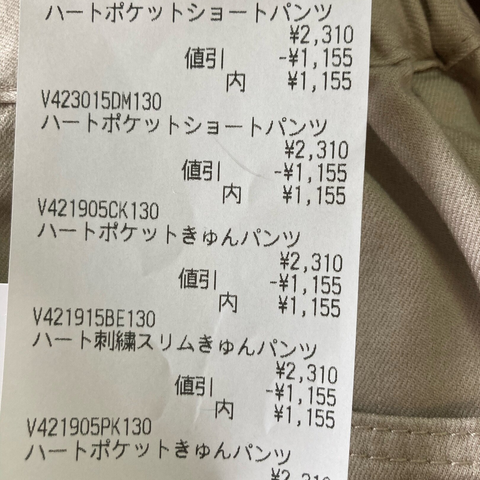 ハートポケットショートパンツ
¥2,310
値引 -¥1,155
内 ¥1,155
V423015DM130
ハートポケットショートパンツ
¥2,310
値引 -¥1,155
内 ¥1,155
V421905CK130
ハートポケットきゅんパンツ
¥2,310
値引 -¥1,155
内 ¥1,155
V421915BE130
ハート刺繍スリムきゅんパンツ
¥2,310
値引 -¥1,155
内 ¥1,155
V421905PK130
ハートポケットきゅんパンツ
¥2,310